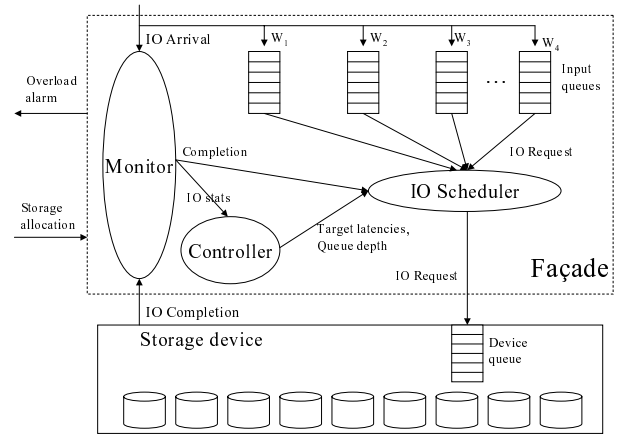 IO Arrival
W1
W2
W3
W4
Input
queues
...
Overload
alarm
Completion
Monitor
IO Request
IO stats
IO Scheduler
Storage
allocation
Controller
Target latencies,
Queue depth
Façade
IO Request
IO Completion
Storage device
Device
queue